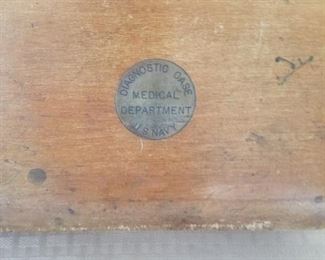 DIAGNOSTIC CASE
MEDICAL
DEPARTMENT
U.S. NAVY